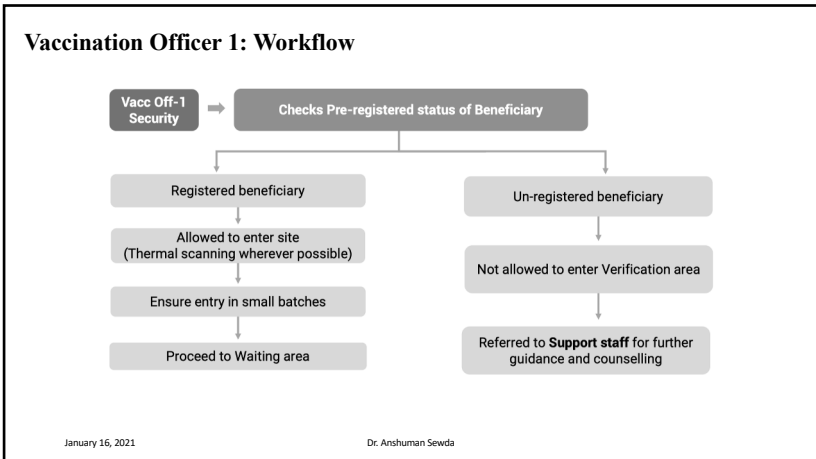 Vaccination Officer 1: Workflow
Vacc Off-1
Security
Checks Pre-registered status of Beneficiary
Registered beneficiary
Allowed to enter site
(Thermal scanning wherever possible)
Ensure entry in small batches
Proceed to Waiting area
Un-registered beneficiary
Not allowed to enter Verification area
Referred to Support staff for further
guidance and counselling
January 16, 2021
Dr. Anshuman Sewda